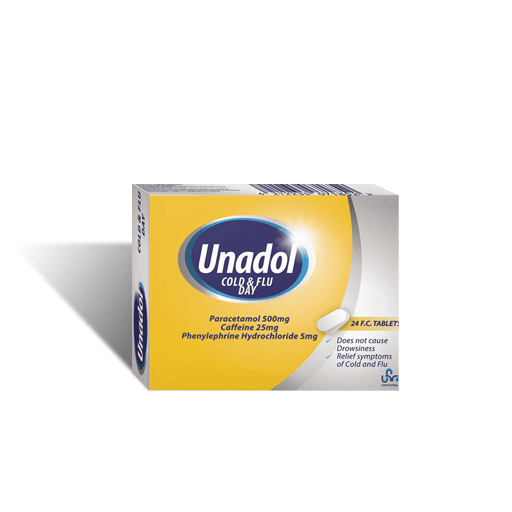 Unadol
COLD & FLU
DAY
Paracetamol 500mg
Caffeine 25mg
Phenylephrine Hydrochloride 5mg
24 F.C. TABLETS
✓ Does not cause
Drowsiness
✓ Relief symptoms
of Cold and Flu
Unadol
COLD & FLU
DAY